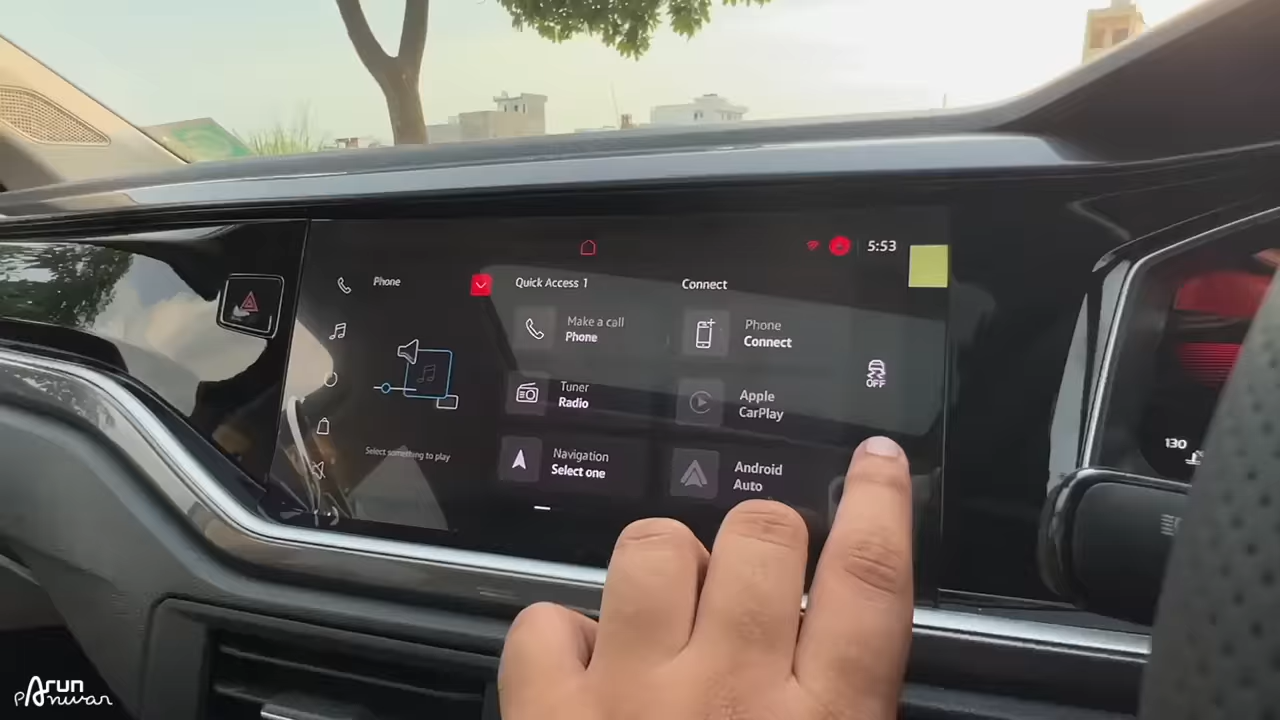 5:53
Phone
Quick Access 1
Connect
Make a call
Phone
Phone
Connect
Tuner
Radio
Apple
CarPlay
OFF
Navigation
Select one
Android
Auto
Select something to play
130
Arun
Panwar